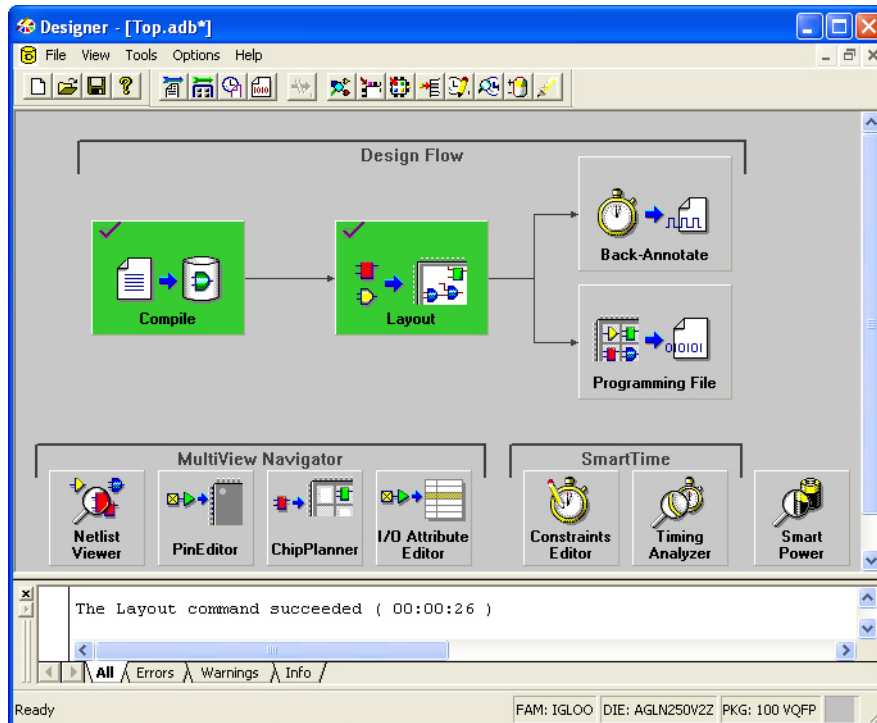 Designer - [Top.adb*]
File View Tools Options Help
Design Flow
Compile
Layout
Back-Annotate
010101
Programming File
MultiView Navigator
SmartTime
Netlist
Viewer
PinEditor
ChipPlanner
I/O Attribute
Editor
Constraints
Editor
Timing
Analyzer
Smart
Power
The Layout command succeeded ( 00:00:26 )
All Errors Warnings Info
Ready
FAM: IGLOO DIE: AGLN250V2Z PKG: 100 VQFP